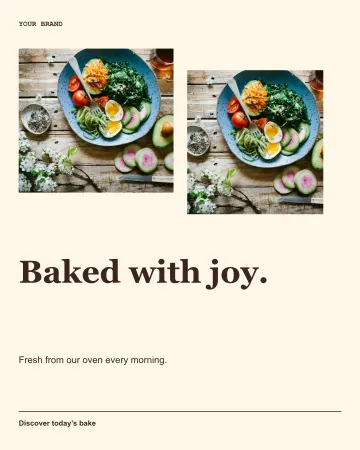 YOUR BRAND
Baked with joy.
Fresh from our oven every morning.
Discover today's bake